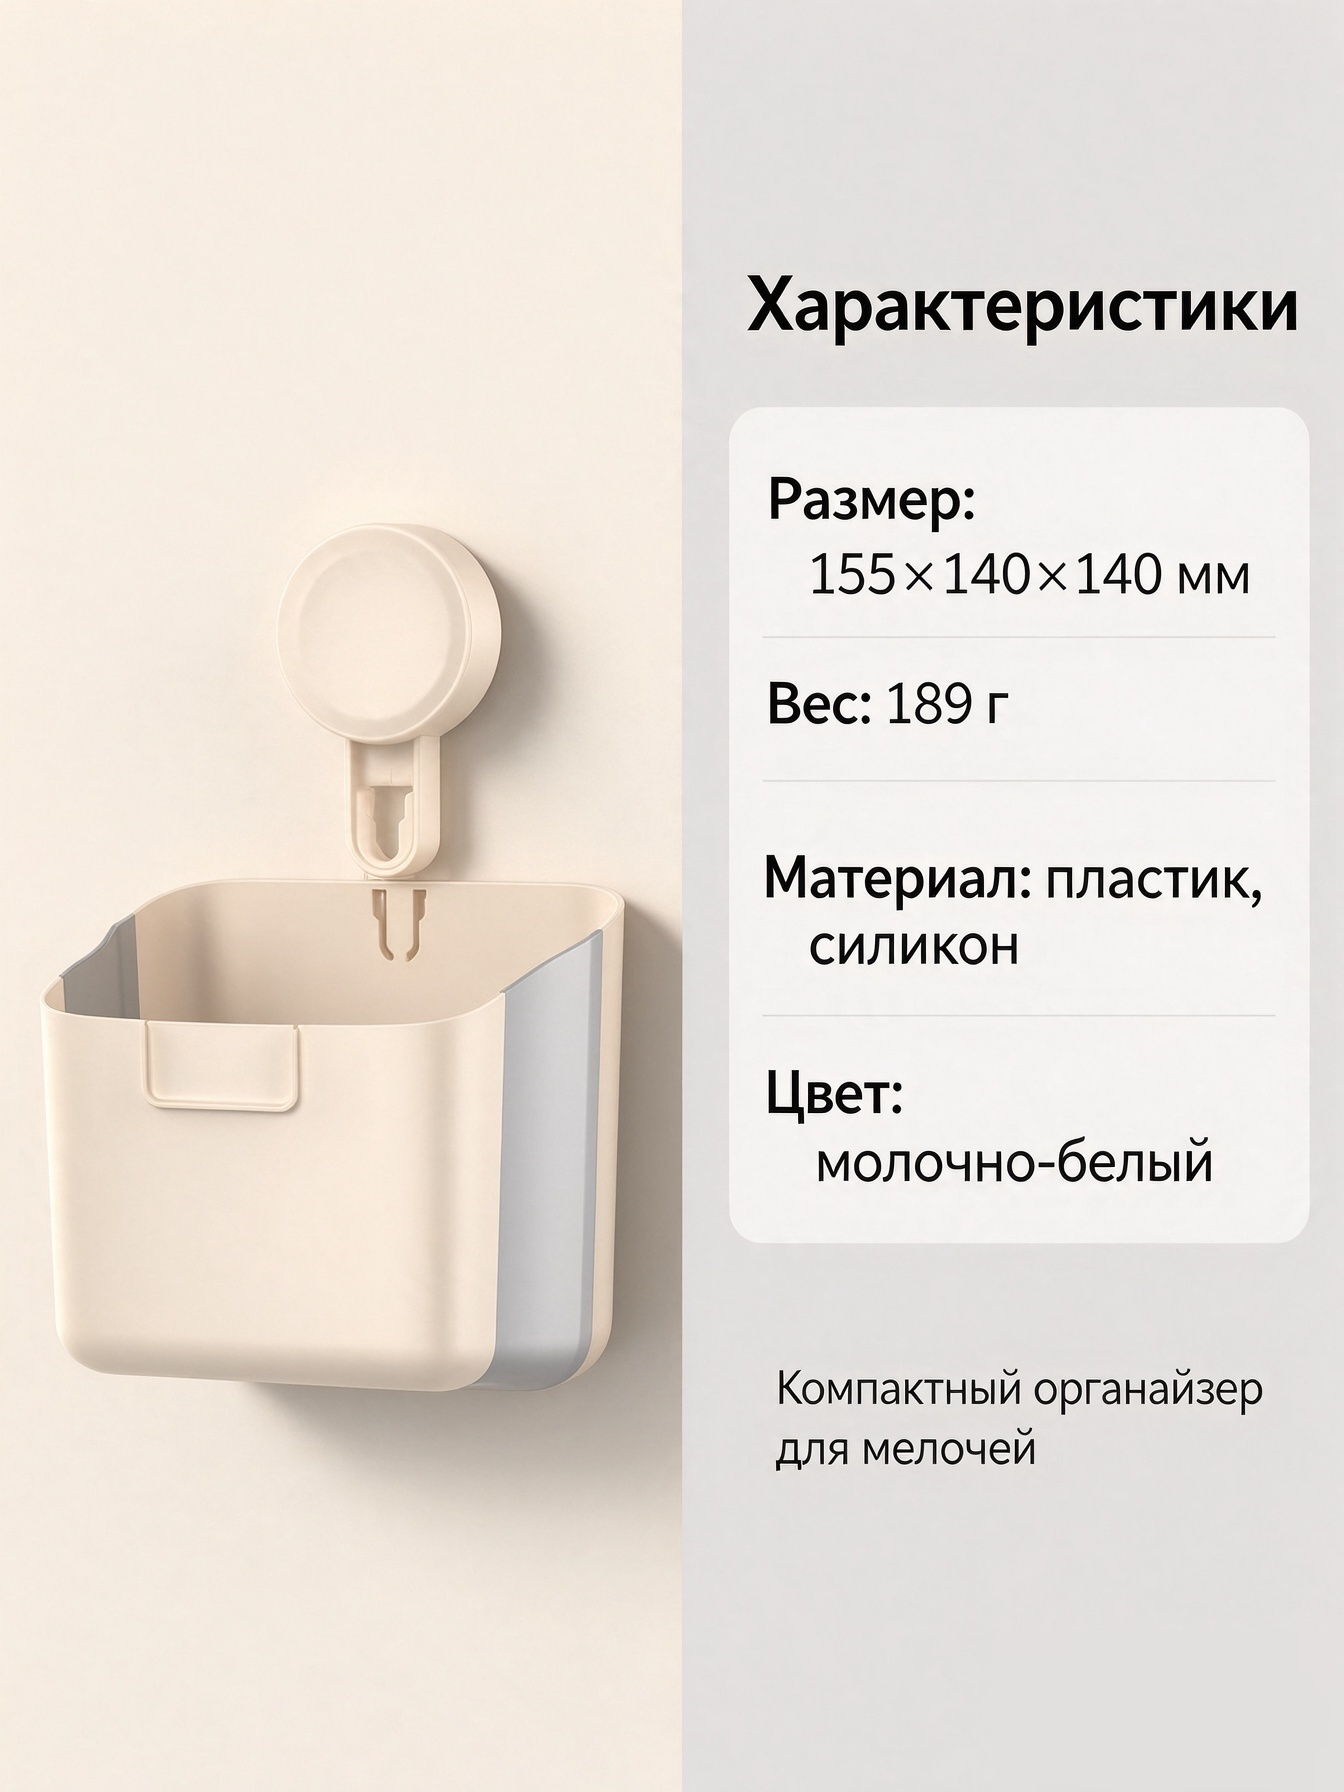 Характеристики
Размер:
155×140×140 мм
Вес: 189 г
Материал: пластик,
силикон
Цвет:
молочно-белый
Компактный органайзер
для мелочей